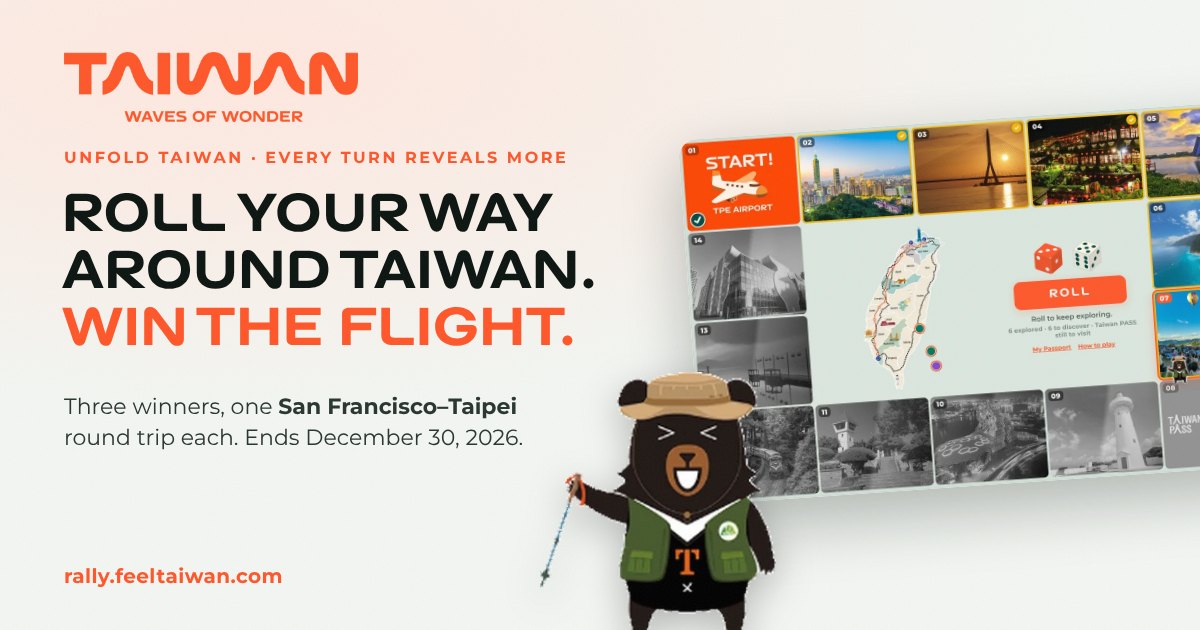 TAIWAN
WAVES OF WONDER
UNFOLD TAIWAN · EVERY TURN REVEALS MORE
ROLL YOUR WAY
AROUND TAIWAN.
WIN THE FLIGHT.
Three winners, one San Francisco–Taipei
round trip each. Ends December 30, 2026.
rally.feeltaiwan.com
01
START!
TPE AIRPORT
02
03
04
05
14
06
ROLL
Roll to keep exploring.
6 explored · 6 to discover · Taiwan PASS
still to visit
My Passport
How to play
07
13
11
10
09
08
TAIWAN
PASS
T